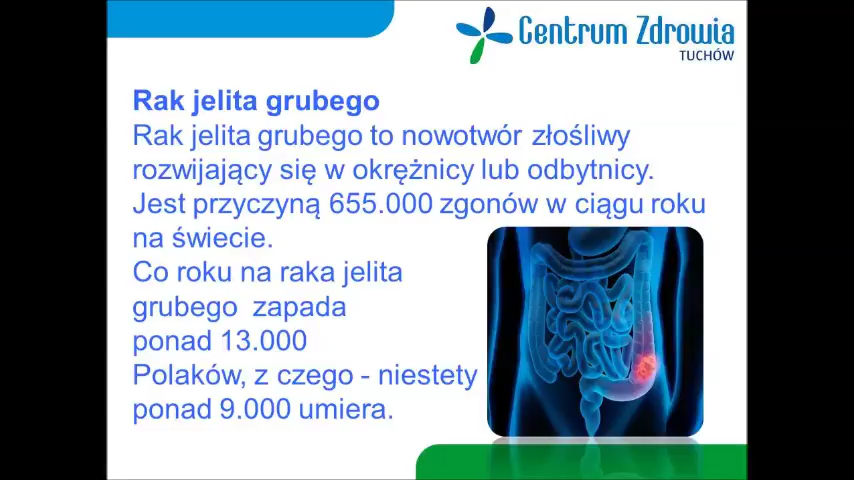 Centrum Zdrowia
TUCHÓW
Rak jelita grubego
Rak jelita grubego to nowotwór złośliwy
rozwijający się w okrężnicy lub odbytnicy.
Jest przyczyną 655.000 zgonów w ciągu roku
na świecie.
Co roku na raka jelita
grubego zapada
ponad 13.000
Polaków, z czego - niestety
ponad 9.000 umiera.